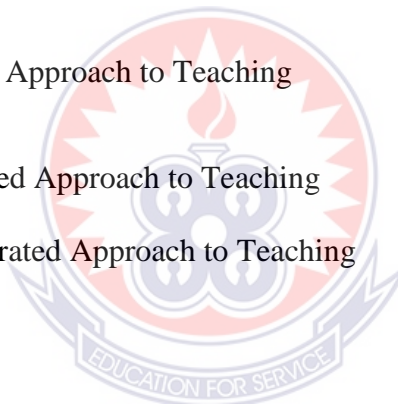 Approach to Teaching
ed Approach to Teaching
rated Approach to Teaching
EDUCATION FOR SERVICE